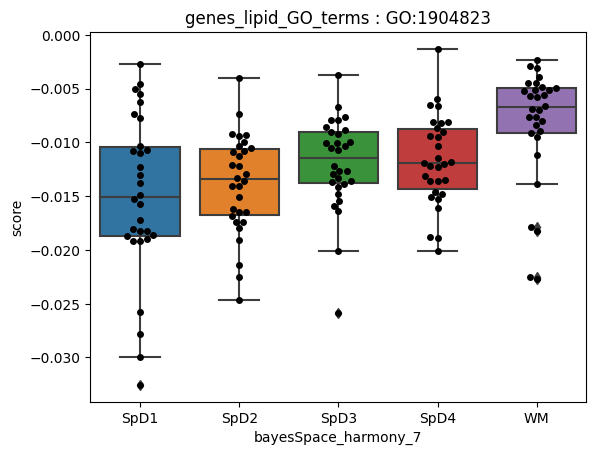 genes_lipid_GO_terms : GO:1904823
0.000
−0.005
−0.010
−0.015
−0.020
−0.025
−0.030
score
SpD1 SpD2 SpD3 SpD4 WM
bayesSpace_harmony_7